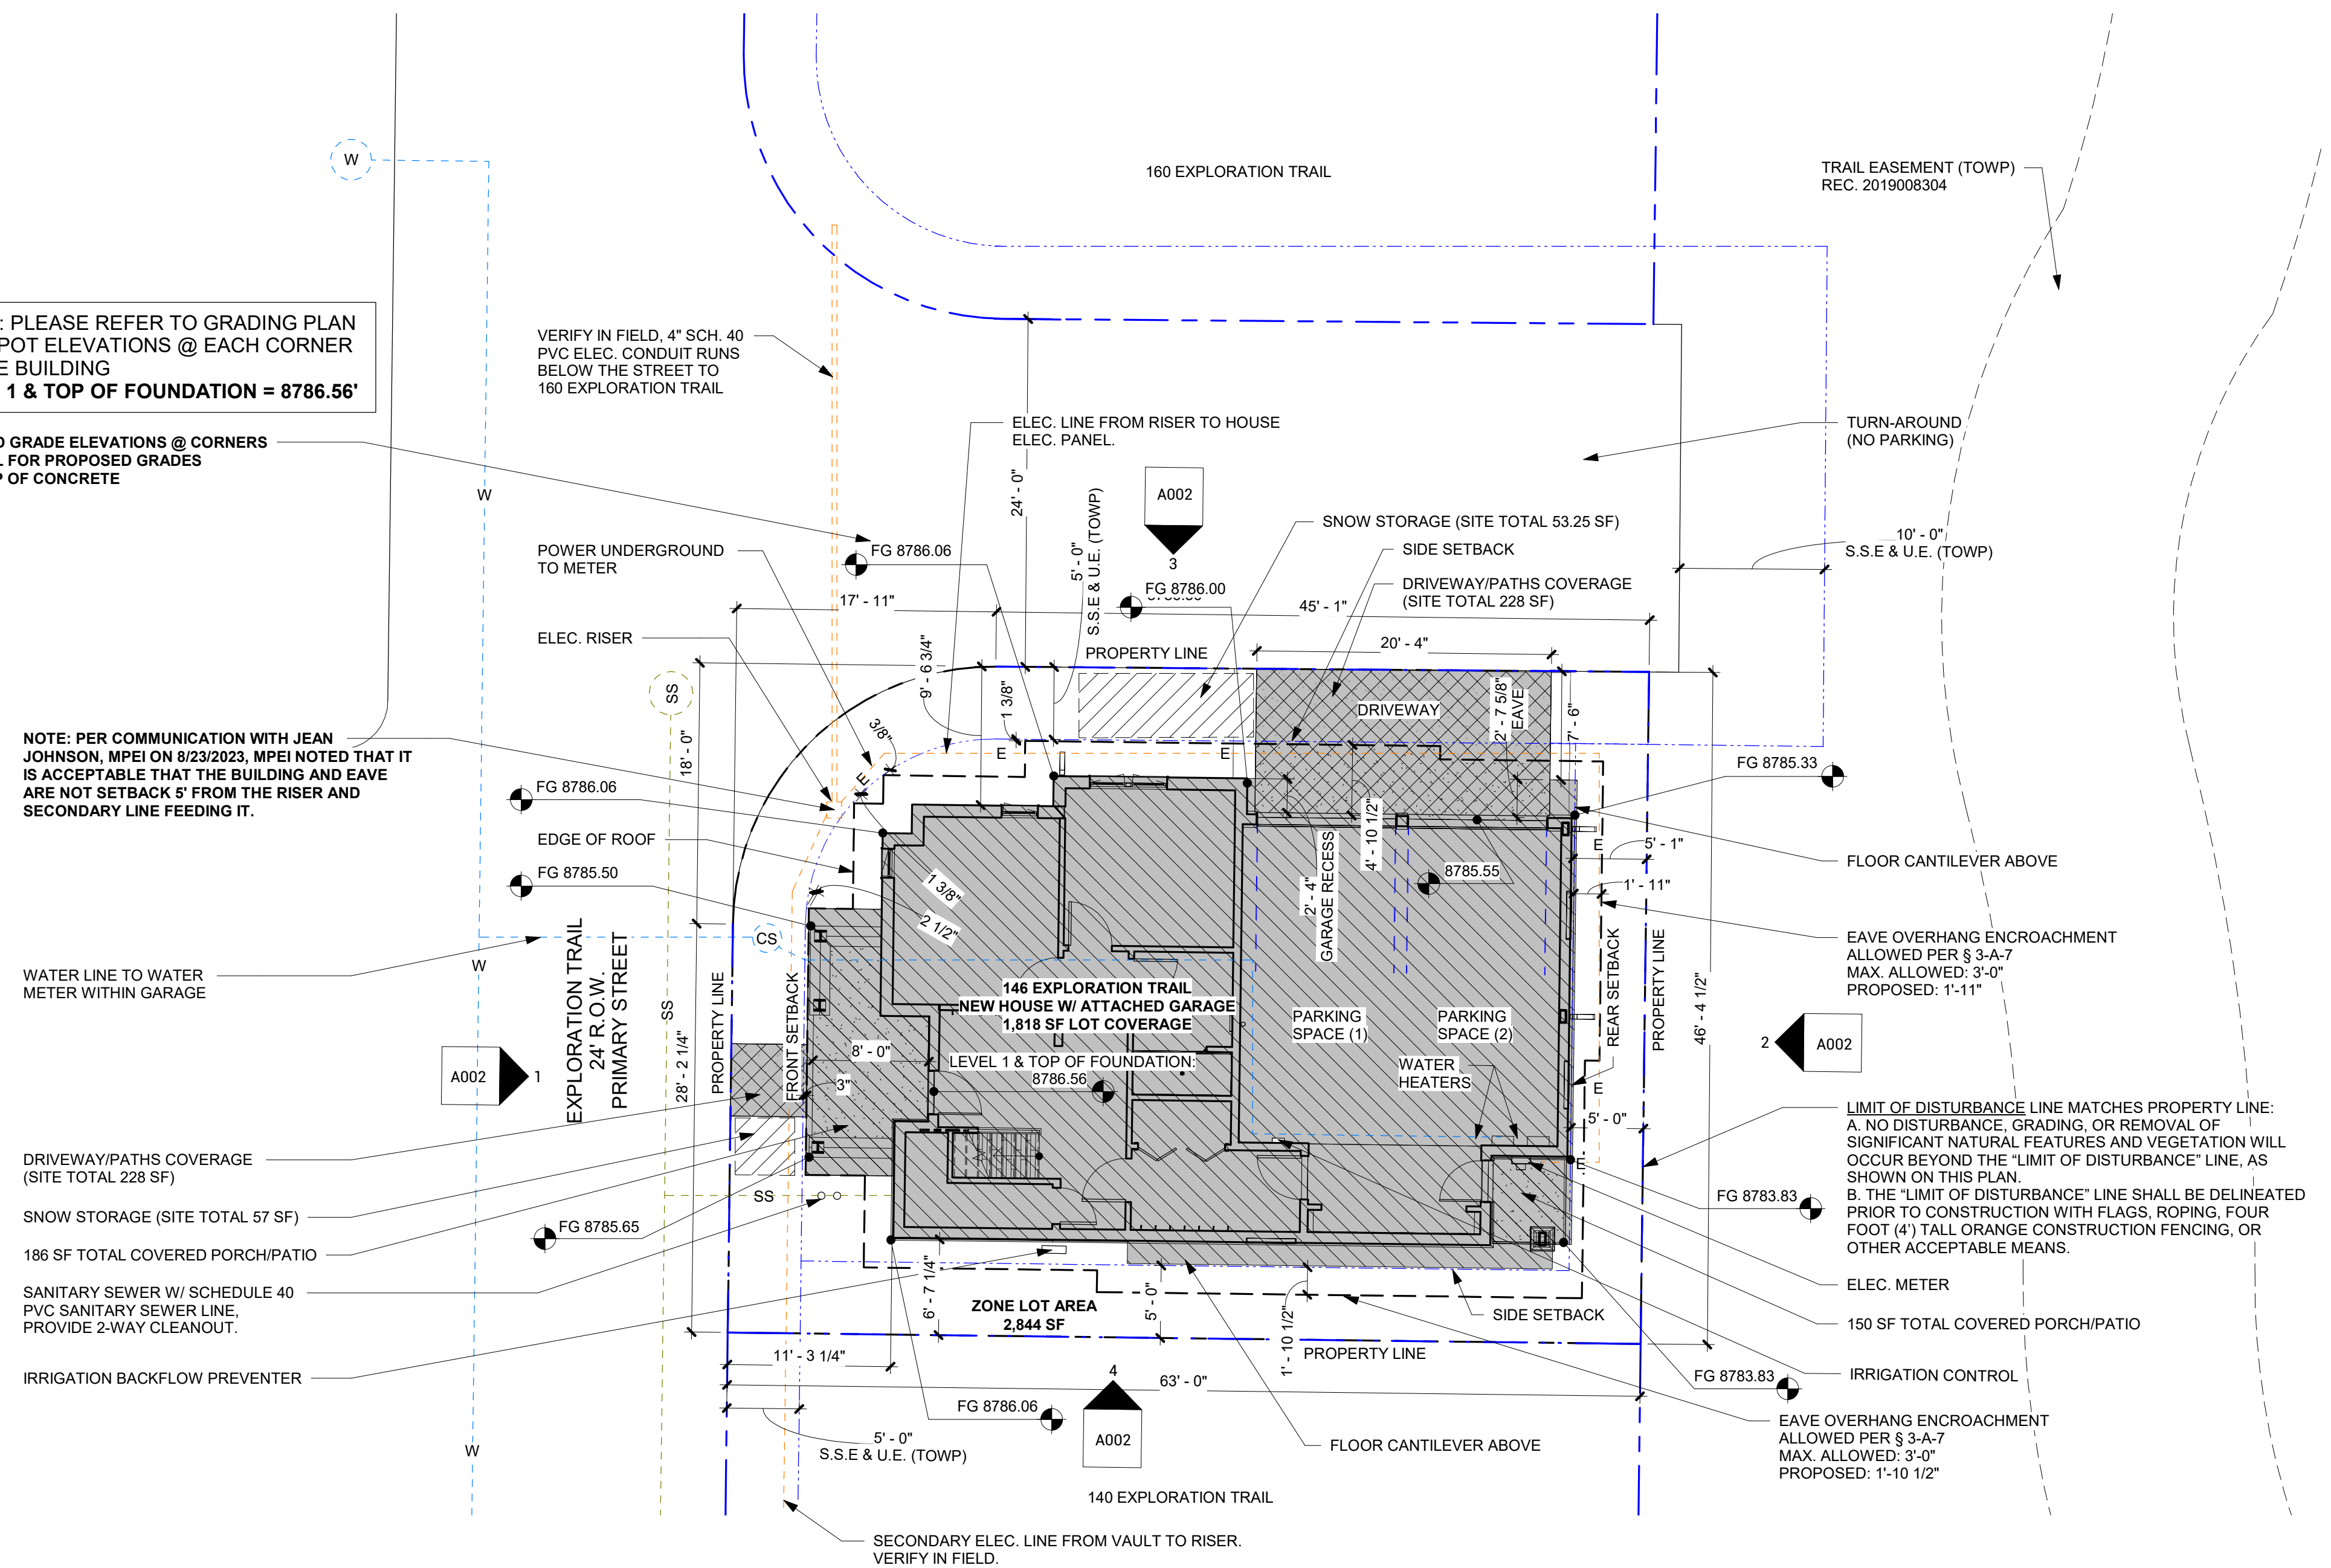 W
160 EXPLORATION TRAIL
TRAIL EASEMENT (TOWP)
REC. 2019008304
: PLEASE REFER TO GRADING PLAN
POT ELEVATIONS @ EACH CORNER
E BUILDING
1 & TOP OF FOUNDATION = 8786.56'
GRADE ELEVATIONS @ CORNERS
FOR PROPOSED GRADES
OF CONCRETE
VERIFY IN FIELD, 4" SCH. 40
PVC ELEC. CONDUIT RUNS
BELOW THE STREET TO
160 EXPLORATION TRAIL
ELEC. LINE FROM RISER TO HOUSE
ELEC. PANEL.
TURN-AROUND
(NO PARKING)
W
24' - 0"
5' - 0"
S.S.E & U.E. (TOWP)
A002
3
SNOW STORAGE (SITE TOTAL 53.25 SF)
SIDE SETBACK
DRIVEWAY/PATHS COVERAGE
(SITE TOTAL 228 SF)
10' - 0"
S.S.E & U.E. (TOWP)
POWER UNDERGROUND
TO METER
FG 8786.06
FG 8786.00
17' - 11"
45' - 1"
ELEC. RISER
9' - 6 3/4"
PROPERTY LINE
20' - 4"
SS
1 3/8"
3/8"
DRIVEWAY
2' - 7 5/8"
EAVE
7' - 6"
18' - 0"
NOTE: PER COMMUNICATION WITH JEAN
JOHNSON, MPEI ON 8/23/2023, MPEI NOTED THAT IT
IS ACCEPTABLE THAT THE BUILDING AND EAVE
ARE NOT SETBACK 5' FROM THE RISER AND
SECONDARY LINE FEEDING IT.
E
E
E
FG 8785.33
FG 8786.06
EDGE OF ROOF
FG 8785.50
4' - 10 1/2"
2' - 4"
GARAGE RECESS
8785.55
E
5' - 1"
1' - 11"
FLOOR CANTILEVER ABOVE
1 3/8"
2 1/2"
CS
EAVE OVERHANG ENCROACHMENT
ALLOWED PER § 3-A-7
MAX. ALLOWED: 3'-0"
PROPOSED: 1'-11"
WATER LINE TO WATER
METER WITHIN GARAGE
W
EXPLORATION TRAIL
24' R.O.W.
PRIMARY STREET
SS
PROPERTY LINE
FRONT SETBACK
146 EXPLORATION TRAIL
NEW HOUSE W/ ATTACHED GARAGE
1,818 SF LOT COVERAGE
PARKING
SPACE (1)
PARKING
SPACE (2)
REAR SETBACK
PROPERTY LINE
46' - 4 1/2"
2
A002
A002
1
28' - 2 1/4"
8' - 0"
3"
LEVEL 1 & TOP OF FOUNDATION:
8786.56
WATER
HEATERS
E
5' - 0"
LIMIT OF DISTURBANCE LINE MATCHES PROPERTY LINE:
A. NO DISTURBANCE, GRADING, OR REMOVAL OF
SIGNIFICANT NATURAL FEATURES AND VEGETATION WILL
OCCUR BEYOND THE “LIMIT OF DISTURBANCE” LINE, AS
SHOWN ON THIS PLAN.
B. THE “LIMIT OF DISTURBANCE” LINE SHALL BE DELINEATED
PRIOR TO CONSTRUCTION WITH FLAGS, ROPING, FOUR
FOOT (4’) TALL ORANGE CONSTRUCTION FENCING, OR
OTHER ACCEPTABLE MEANS.
DRIVEWAY/PATHS COVERAGE
(SITE TOTAL 228 SF)
SNOW STORAGE (SITE TOTAL 57 SF)
SS
E
FG 8783.83
FG 8785.65
186 SF TOTAL COVERED PORCH/PATIO
SANITARY SEWER W/ SCHEDULE 40
PVC SANITARY SEWER LINE,
PROVIDE 2-WAY CLEANOUT.
ELEC. METER
150 SF TOTAL COVERED PORCH/PATIO
6' - 7 1/4"
ZONE LOT AREA
2,844 SF
5' - 0"
1' - 10 1/2"
SIDE SETBACK
IRRIGATION BACKFLOW PREVENTER
11' - 3 1/4"
PROPERTY LINE
FG 8783.83
IRRIGATION CONTROL
4
63' - 0"
FG 8786.06
A002
5' - 0"
S.S.E & U.E. (TOWP)
W
FLOOR CANTILEVER ABOVE
EAVE OVERHANG ENCROACHMENT
ALLOWED PER § 3-A-7
MAX. ALLOWED: 3'-0"
PROPOSED: 1'-10 1/2"
140 EXPLORATION TRAIL
SECONDARY ELEC. LINE FROM VAULT TO RISER.
VERIFY IN FIELD.